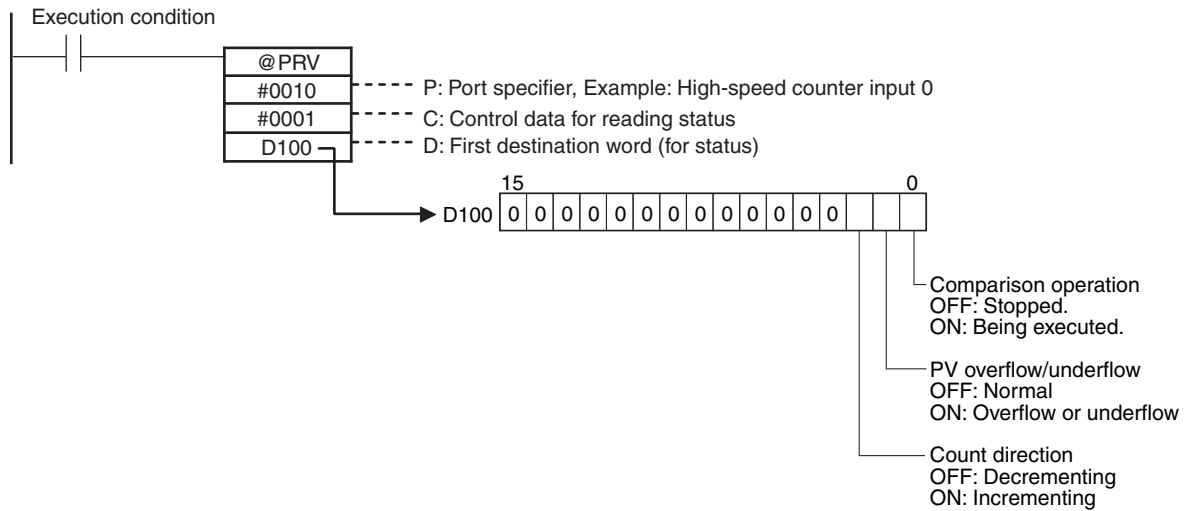 Execution condition
@PRV
#0010 P: Port specifier, Example: High-speed counter input 0
#0001 C: Control data for reading status
D100 D: First destination word (for status)
15 0
D100 0 0 0 0 0 0 0 0 0 0 0 0 0
Comparison operation
OFF: Stopped.
ON: Being executed.
PV overflow/underflow
OFF: Normal
ON: Overflow or underflow
Count direction
OFF: Decrementing
ON: Incrementing